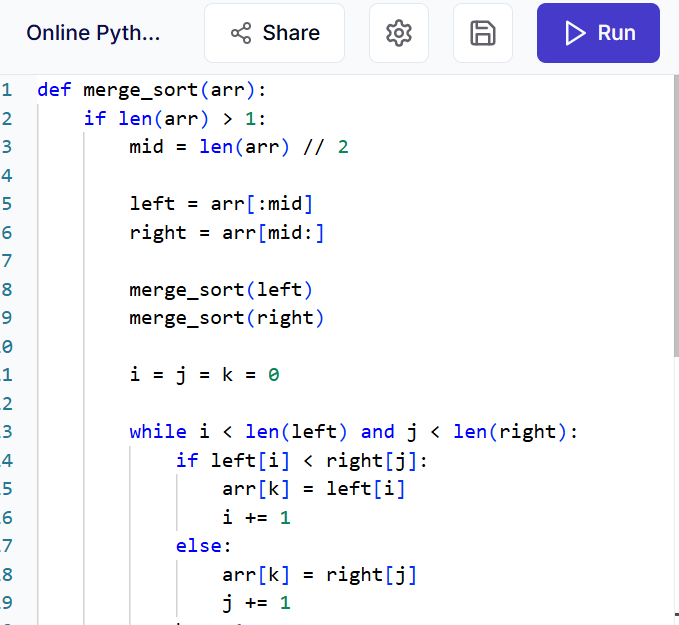 Online Pyth...
Share
Run
1 def merge_sort(arr):
2     if len(arr) > 1:
3         mid = len(arr) // 2
4
5         left = arr[:mid]
6         right = arr[mid:]
7
8         merge_sort(left)
9         merge_sort(right)
0
1         i = j = k = 0
2
3         while i < len(left) and j < len(right):
4             if left[i] < right[j]:
5                 arr[k] = left[i]
6                 i += 1
7             else:
8                 arr[k] = right[j]
9                 j += 1